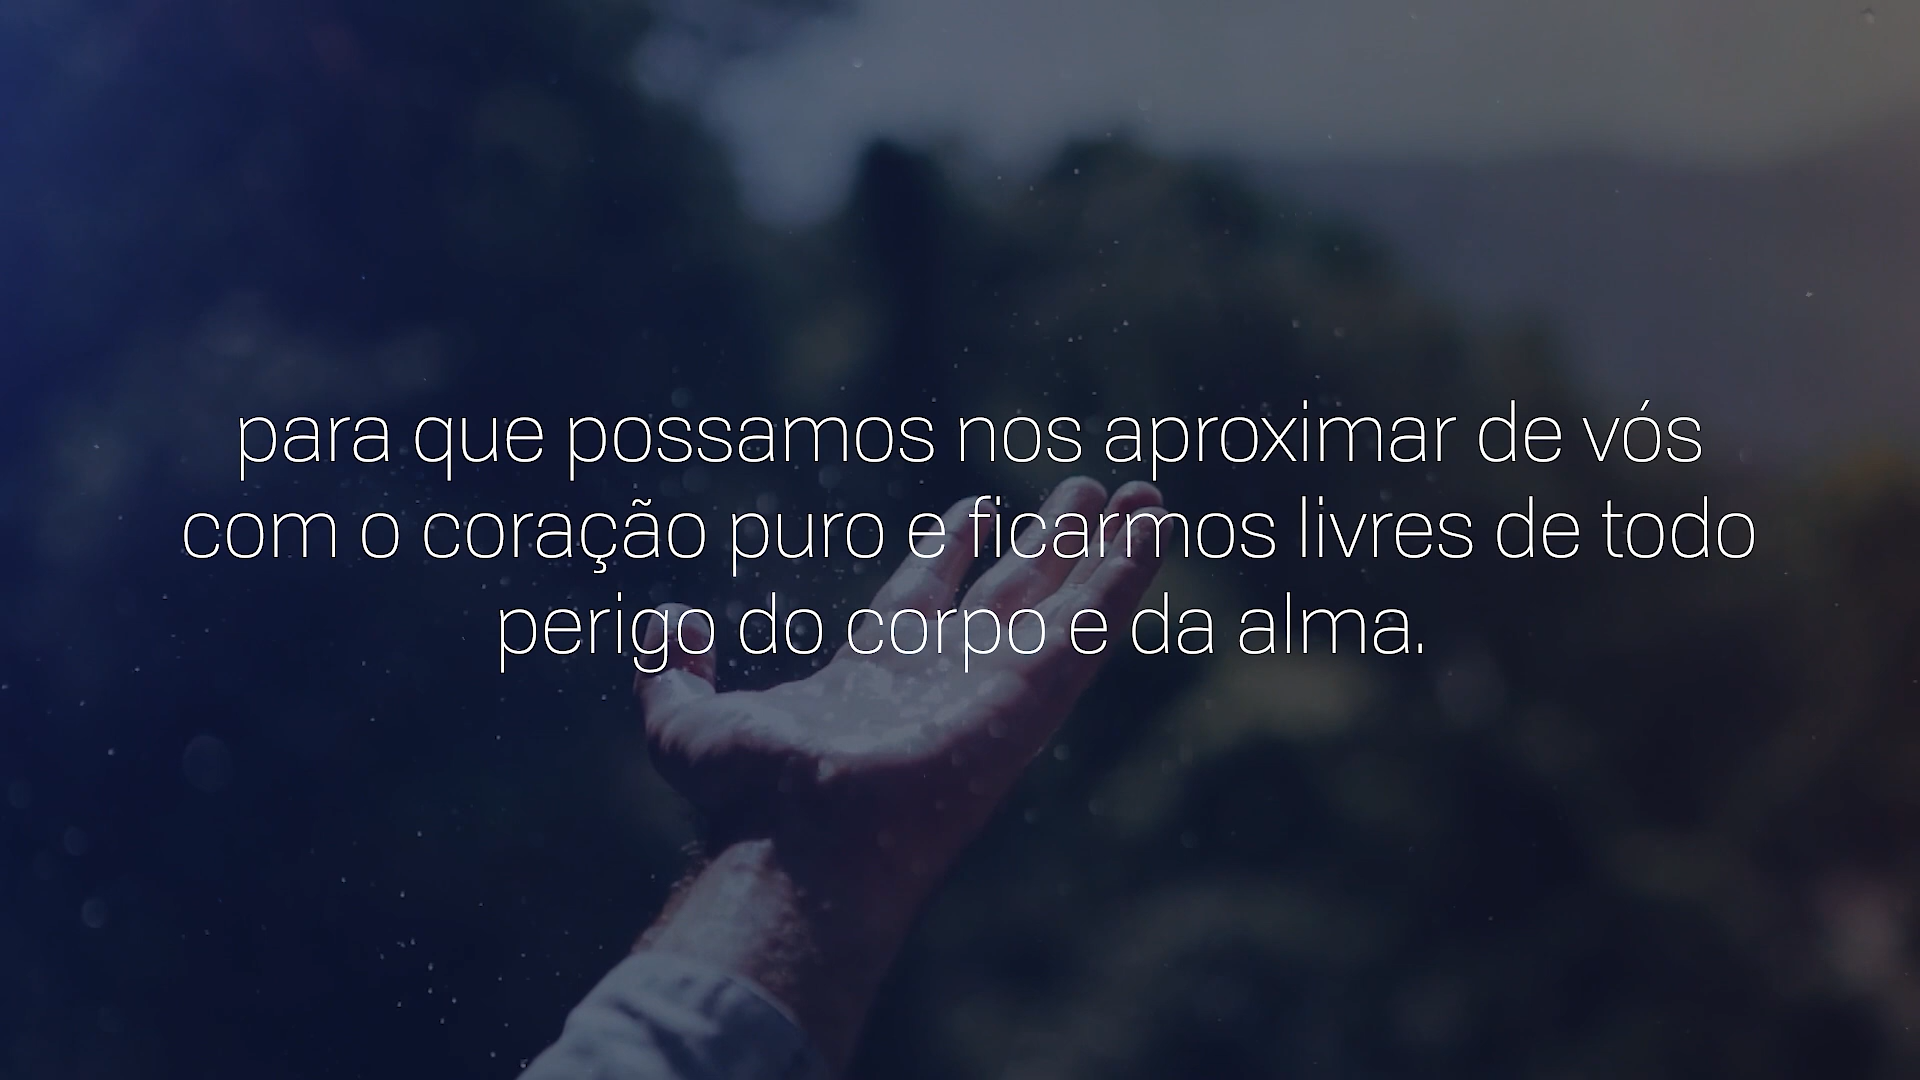 para que possamos nos aproximar de vós
com o coração puro e ficarmos livres de todo
perigo do corpo e da alma.